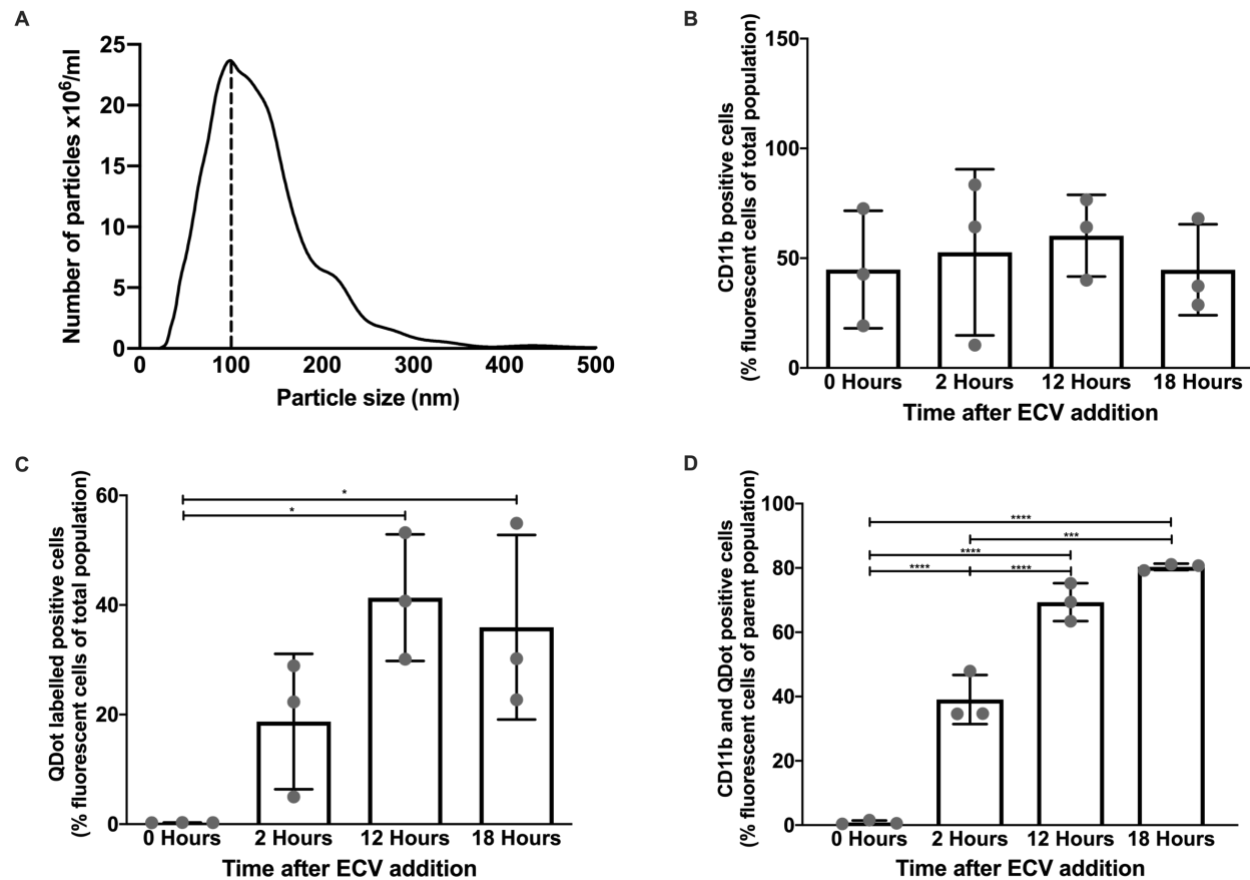 A
Number of particles x10⁶/ml
25
20
15
10
5
0
0 100 200 300 400 500
Particle size (nm)
B
CD11b positive cells
(% fluorescent cells of total population)
150
100
50
0
0 Hours 2 Hours 12 Hours 18 Hours
Time after ECV addition
C
QDot labelled positive cells
(% fluorescent cells of total population)
60
40
20
0
*
*
0 Hours 2 Hours 12 Hours 18 Hours
Time after ECV addition
D
CD11b and QDot positive cells
(% fluorescent cells of parent population)
100
80
60
40
20
0
****
***
****
**** ****
0 Hours 2 Hours 12 Hours 18 Hours
Time after ECV addition